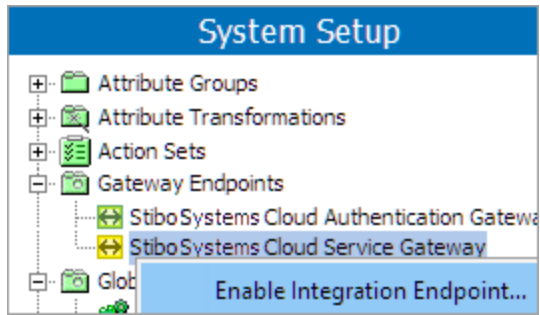 System Setup
Attribute Groups
Attribute Transformations
Action Sets
Gateway Endpoints
StiboSystems Cloud Authentication Gatewa
StiboSystems Cloud Service Gateway
Glob
Enable Integration Endpoint...